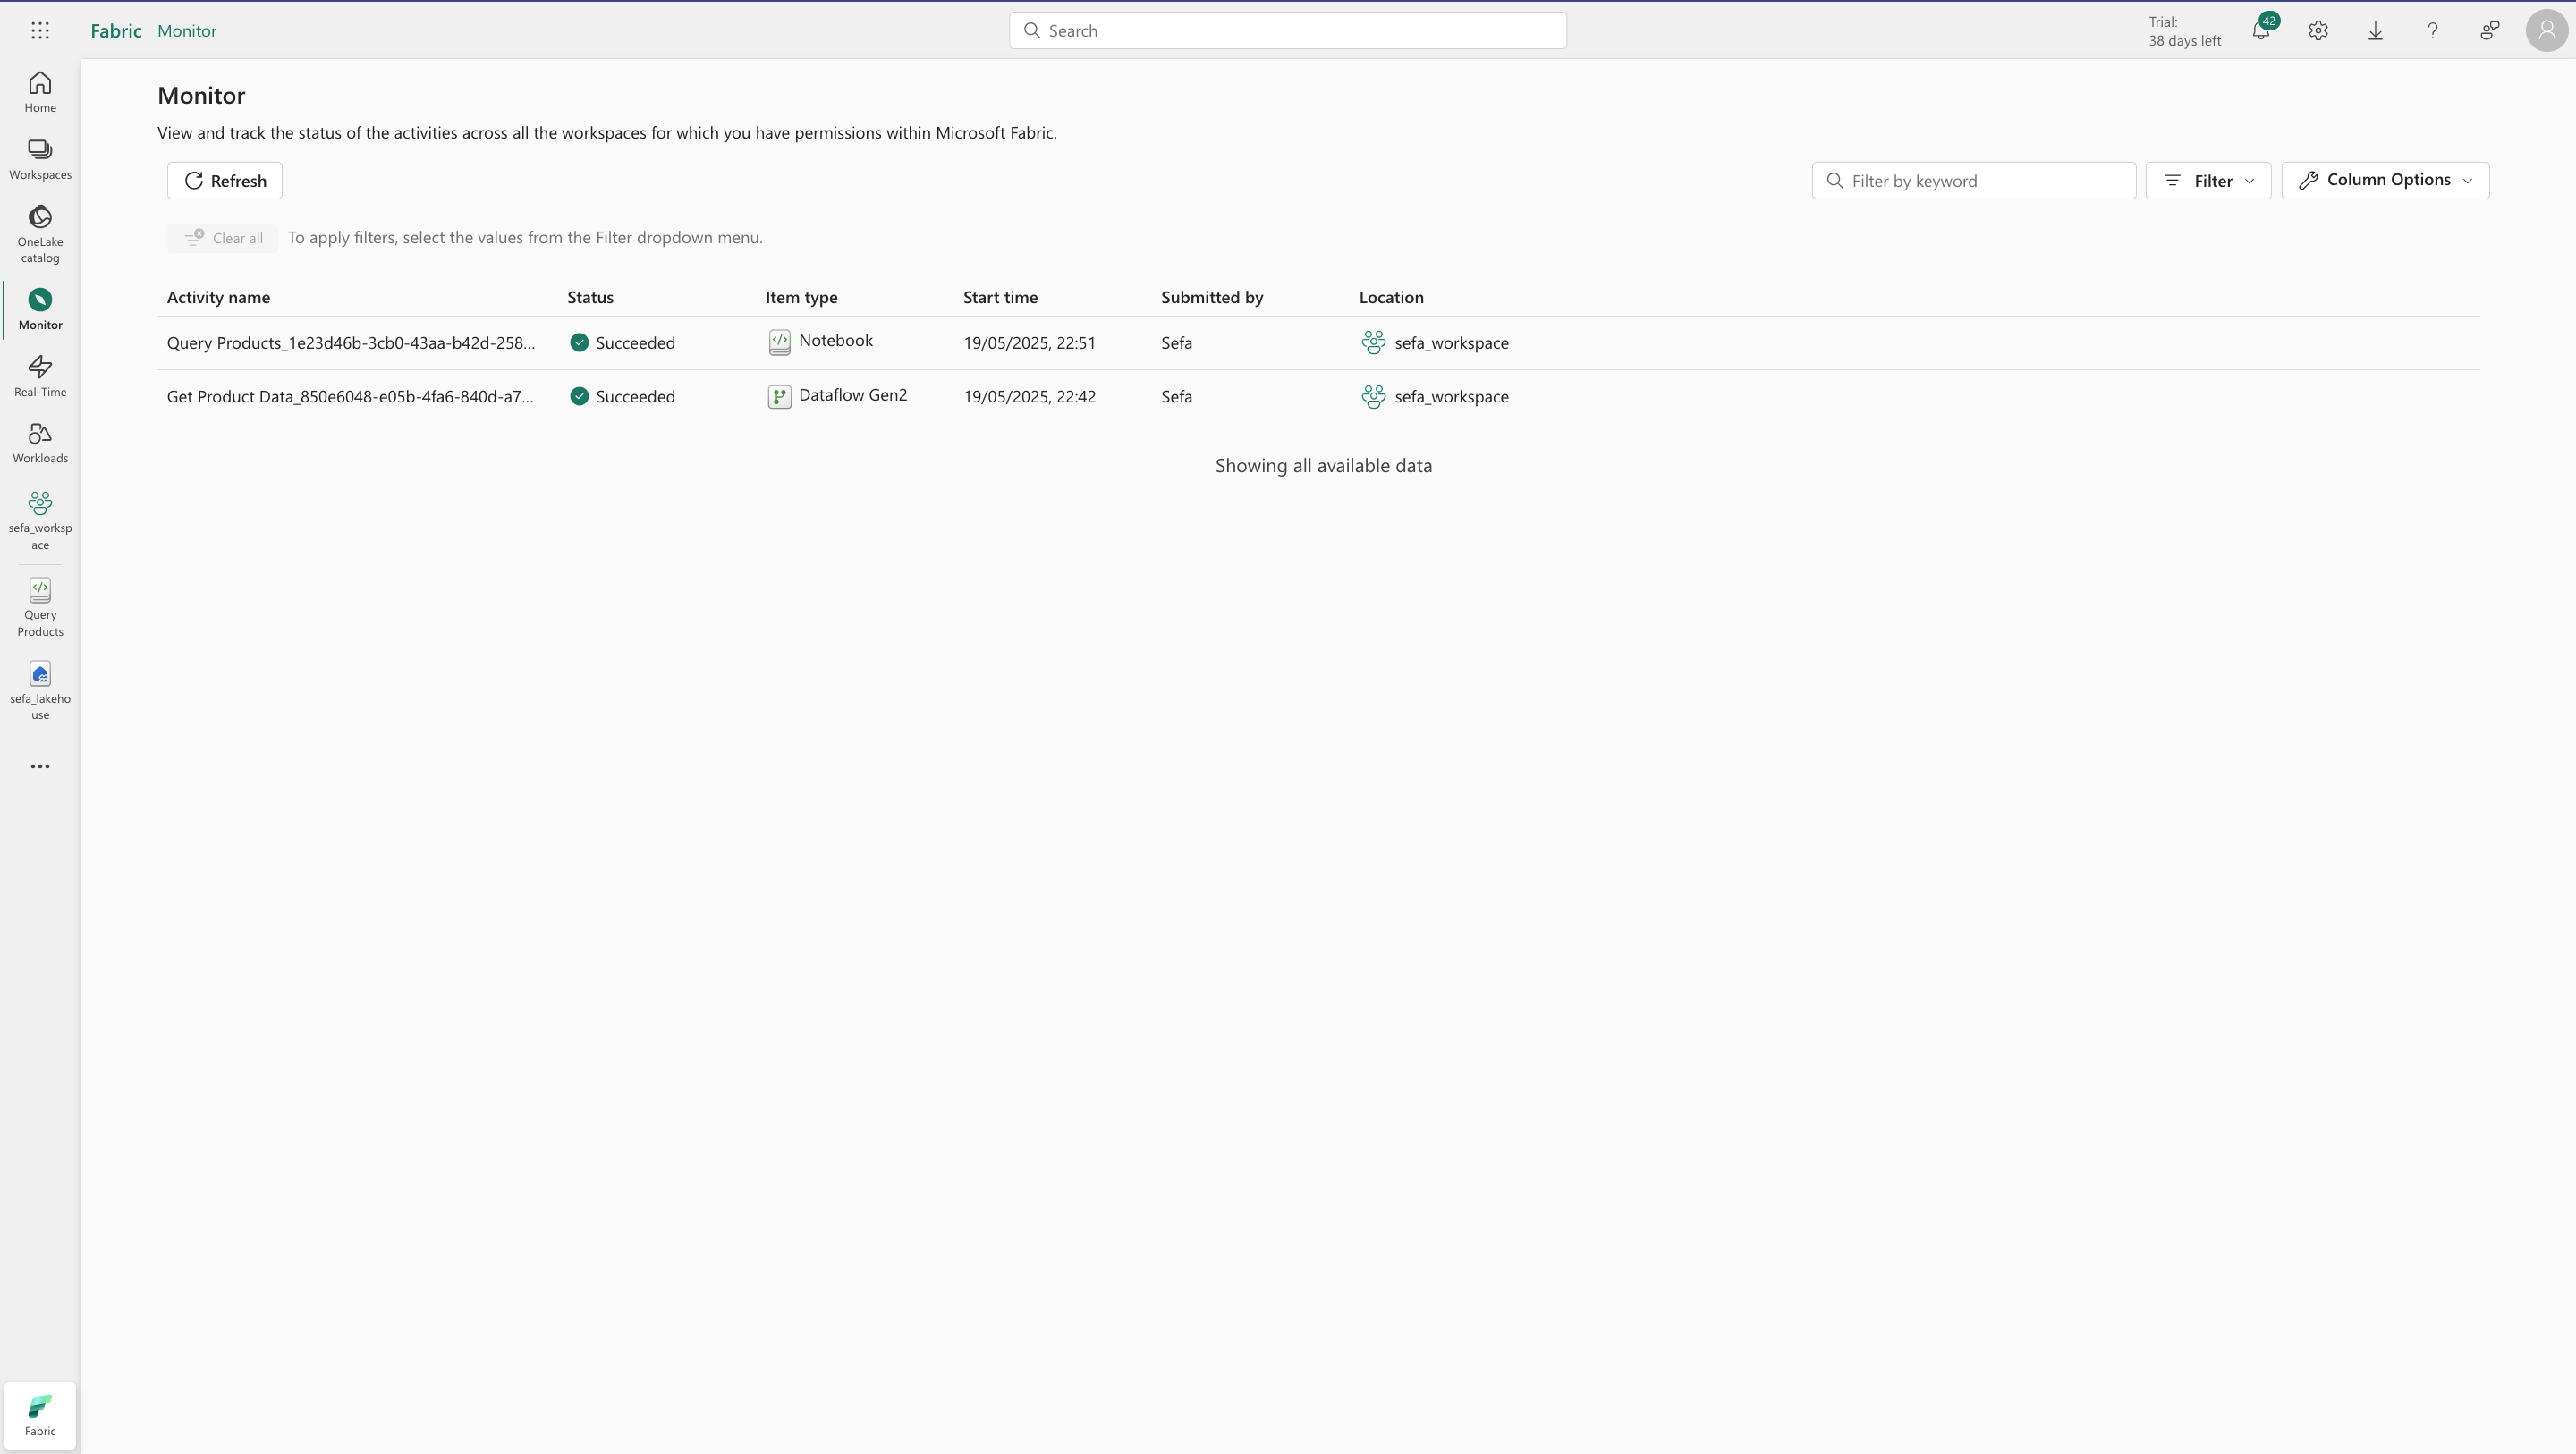 Fabric Monitor
Search
Trial:
38 days left
42
Home
Workspaces
OneLake
catalog
Monitor
Real-Time
Workloads
sefa_worksp
ace
Query
Products
sefa_lakeho
use
Fabric
Monitor
View and track the status of the activities across all the workspaces for which you have permissions within Microsoft Fabric.
Refresh
Filter by keyword
Filter
Column Options
Clear all
To apply filters, select the values from the Filter dropdown menu.
Activity name Status Item type Start time Submitted by Location
Query Products_1e23d46b-3cb0-43aa-b42d-258... Succeeded Notebook 19/05/2025, 22:51 Sefa sefa_workspace
Get Product Data_850e6048-e05b-4fa6-840d-a7... Succeeded Dataflow Gen2 19/05/2025, 22:42 Sefa sefa_workspace
Showing all available data